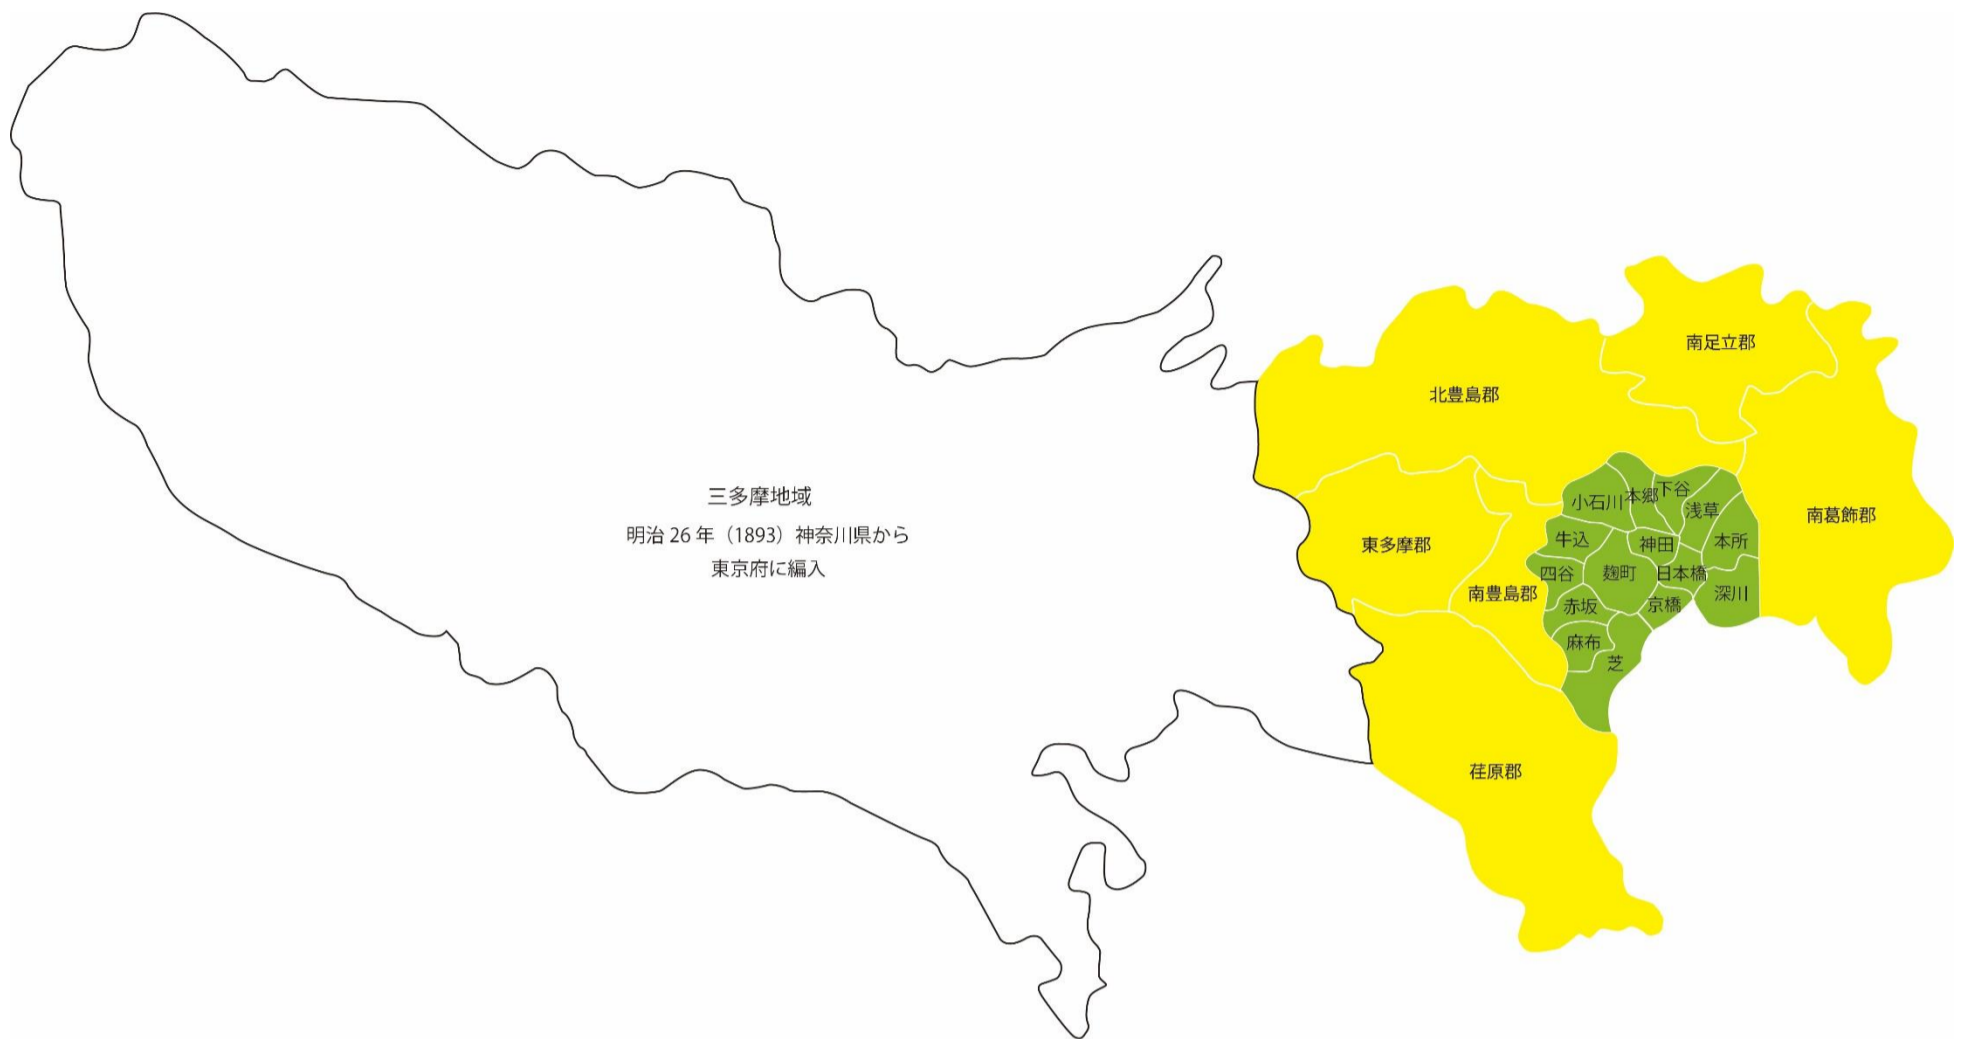 三多摩地域
明治 26 年（1893）神奈川県から
東京府に編入
南足立郡
北豊島郡
南葛飾郡
東多摩郡
南豊島郡
荏原郡
小石川
本郷
下谷
浅草
牛込
神田
本所
四谷
麹町
日本橋
深川
赤坂
京橋
麻布
芝